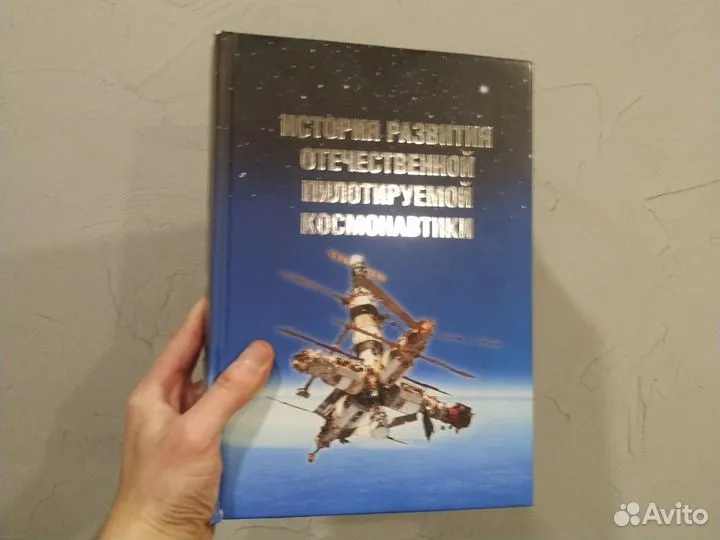 ИСТОРИЯ РАЗВИТИЯ
ОТЕЧЕСТВЕННОЙ
ПИЛОТИРУЕМОЙ
КОСМОНАВТИКИ
Avito